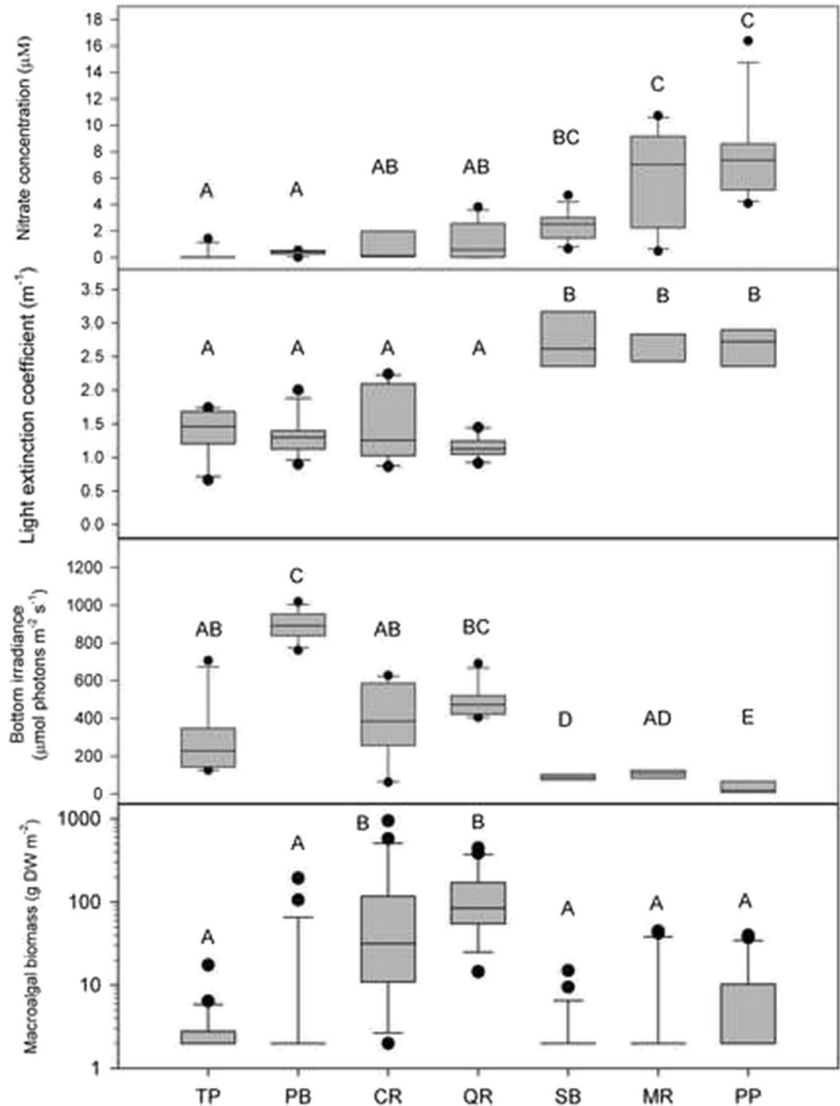 Nitrate concentration (μM)
18
16
14
12
10
8
6
4
2
0
A A AB AB BC C C
Light extinction coefficient (m⁻¹)
3.5
3.0
2.5
2.0
1.5
1.0
0.5
0.0
A A A A B B B
Bottom irradiance
(μmol photons m⁻² s⁻¹)
1200
1000
800
600
400
200
0
AB C AB BC D AD E
Macroalgal biomass (g DW m⁻²)
1000
100
10
1
A A B B A A A
TP PB CR QR SB MR PP